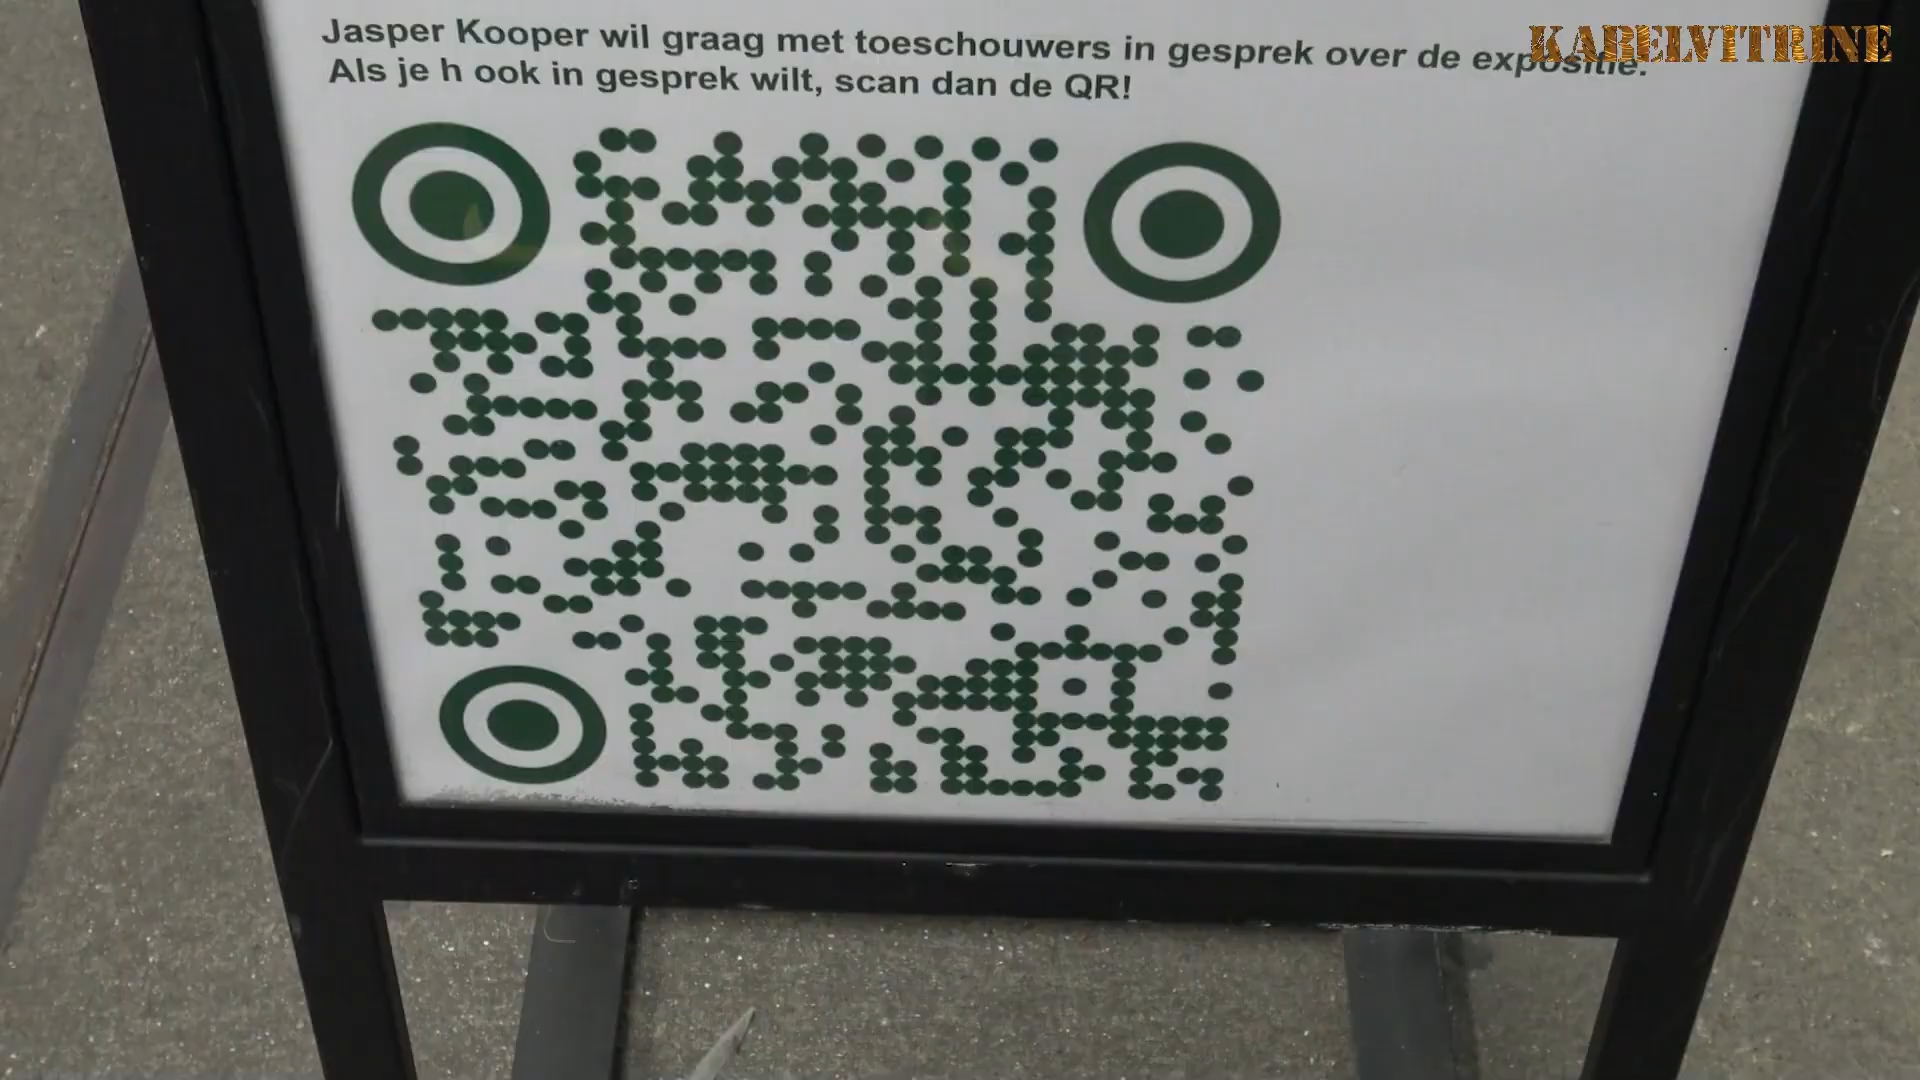 Jasper Kooper wil graag met toeschouwers in gesprek over de expositie.
Als je h ook in gesprek wilt, scan dan de QR!
KABELVITRINE